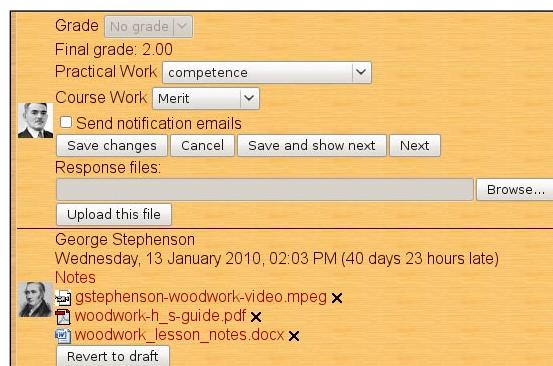 Grade No grade
Final grade: 2.00
Practical Work competence
Course Work Merit
Send notification emails
Save changes Cancel Save and show next Next
Response files:
Browse...
Upload this file
George Stephenson
Wednesday, 13 January 2010, 02:03 PM (40 days 23 hours late)
Notes
gstephenson-woodwork-video.mpeg
woodwork-h_s-guide.pdf
woodwork_lesson_notes.docx
Revert to draft